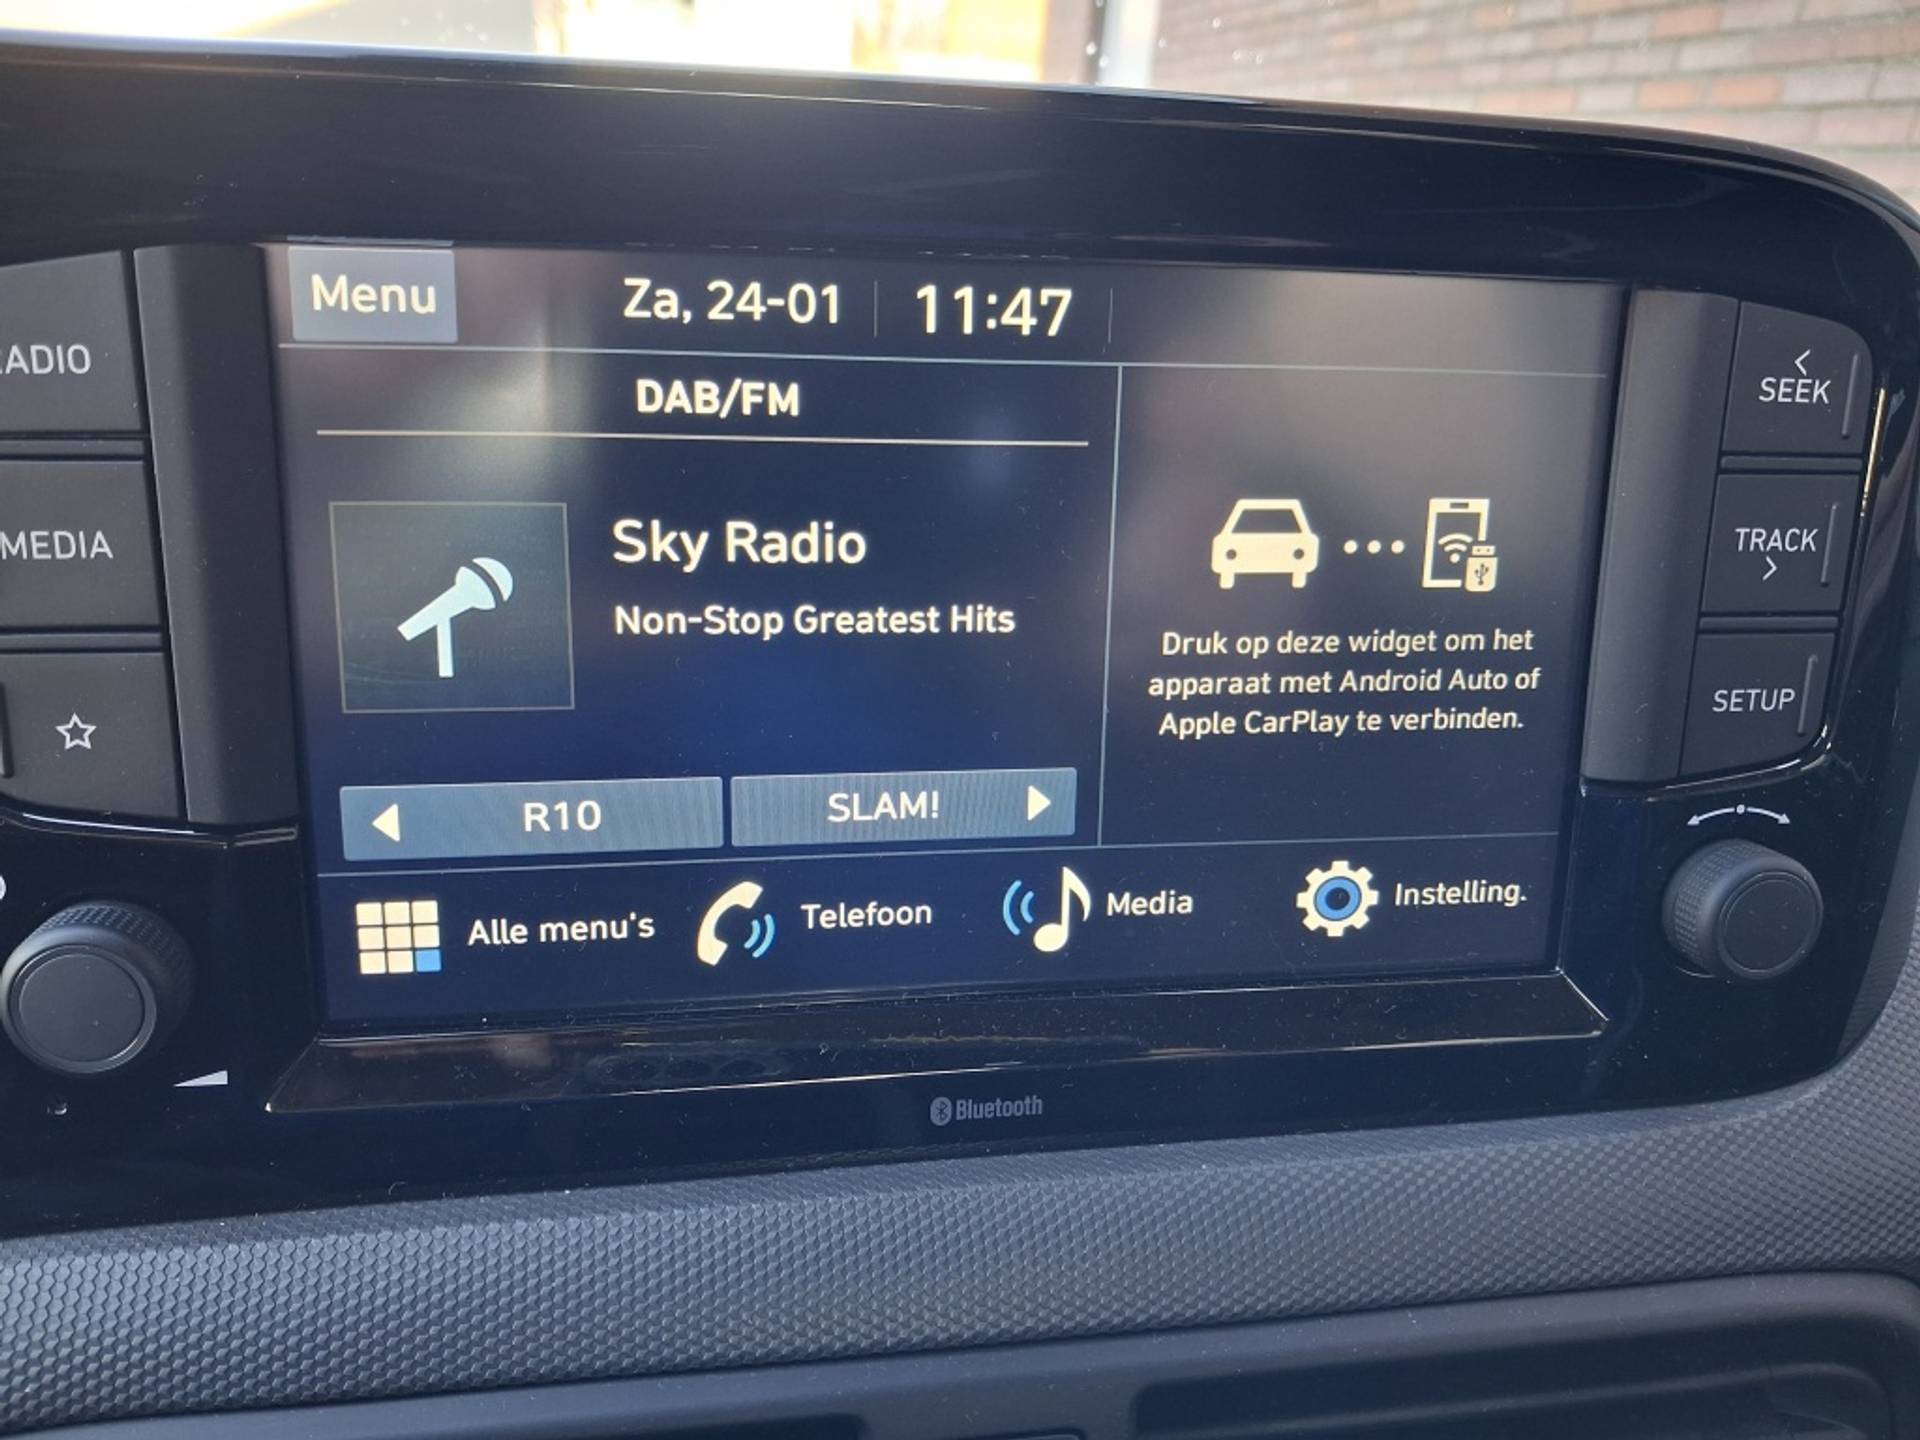 Menu
Za, 24-01
11:47
DAB/FM
Sky Radio
Non-Stop Greatest Hits
R10
SLAM!
Druk op deze widget om het
apparaat met Android Auto of
Apple CarPlay te verbinden.
Alle menu's
Telefoon
Media
Instelling.
RADIO
MEDIA
SEEK
TRACK
SETUP
Bluetooth